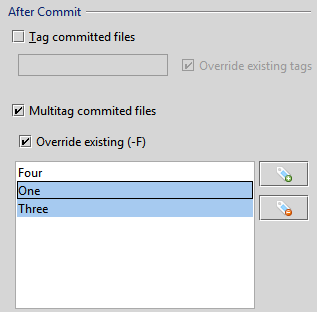 After Commit
Tag committed files
Override existing tags
Multitag commited files
Override existing (-F)
Four
One
Three